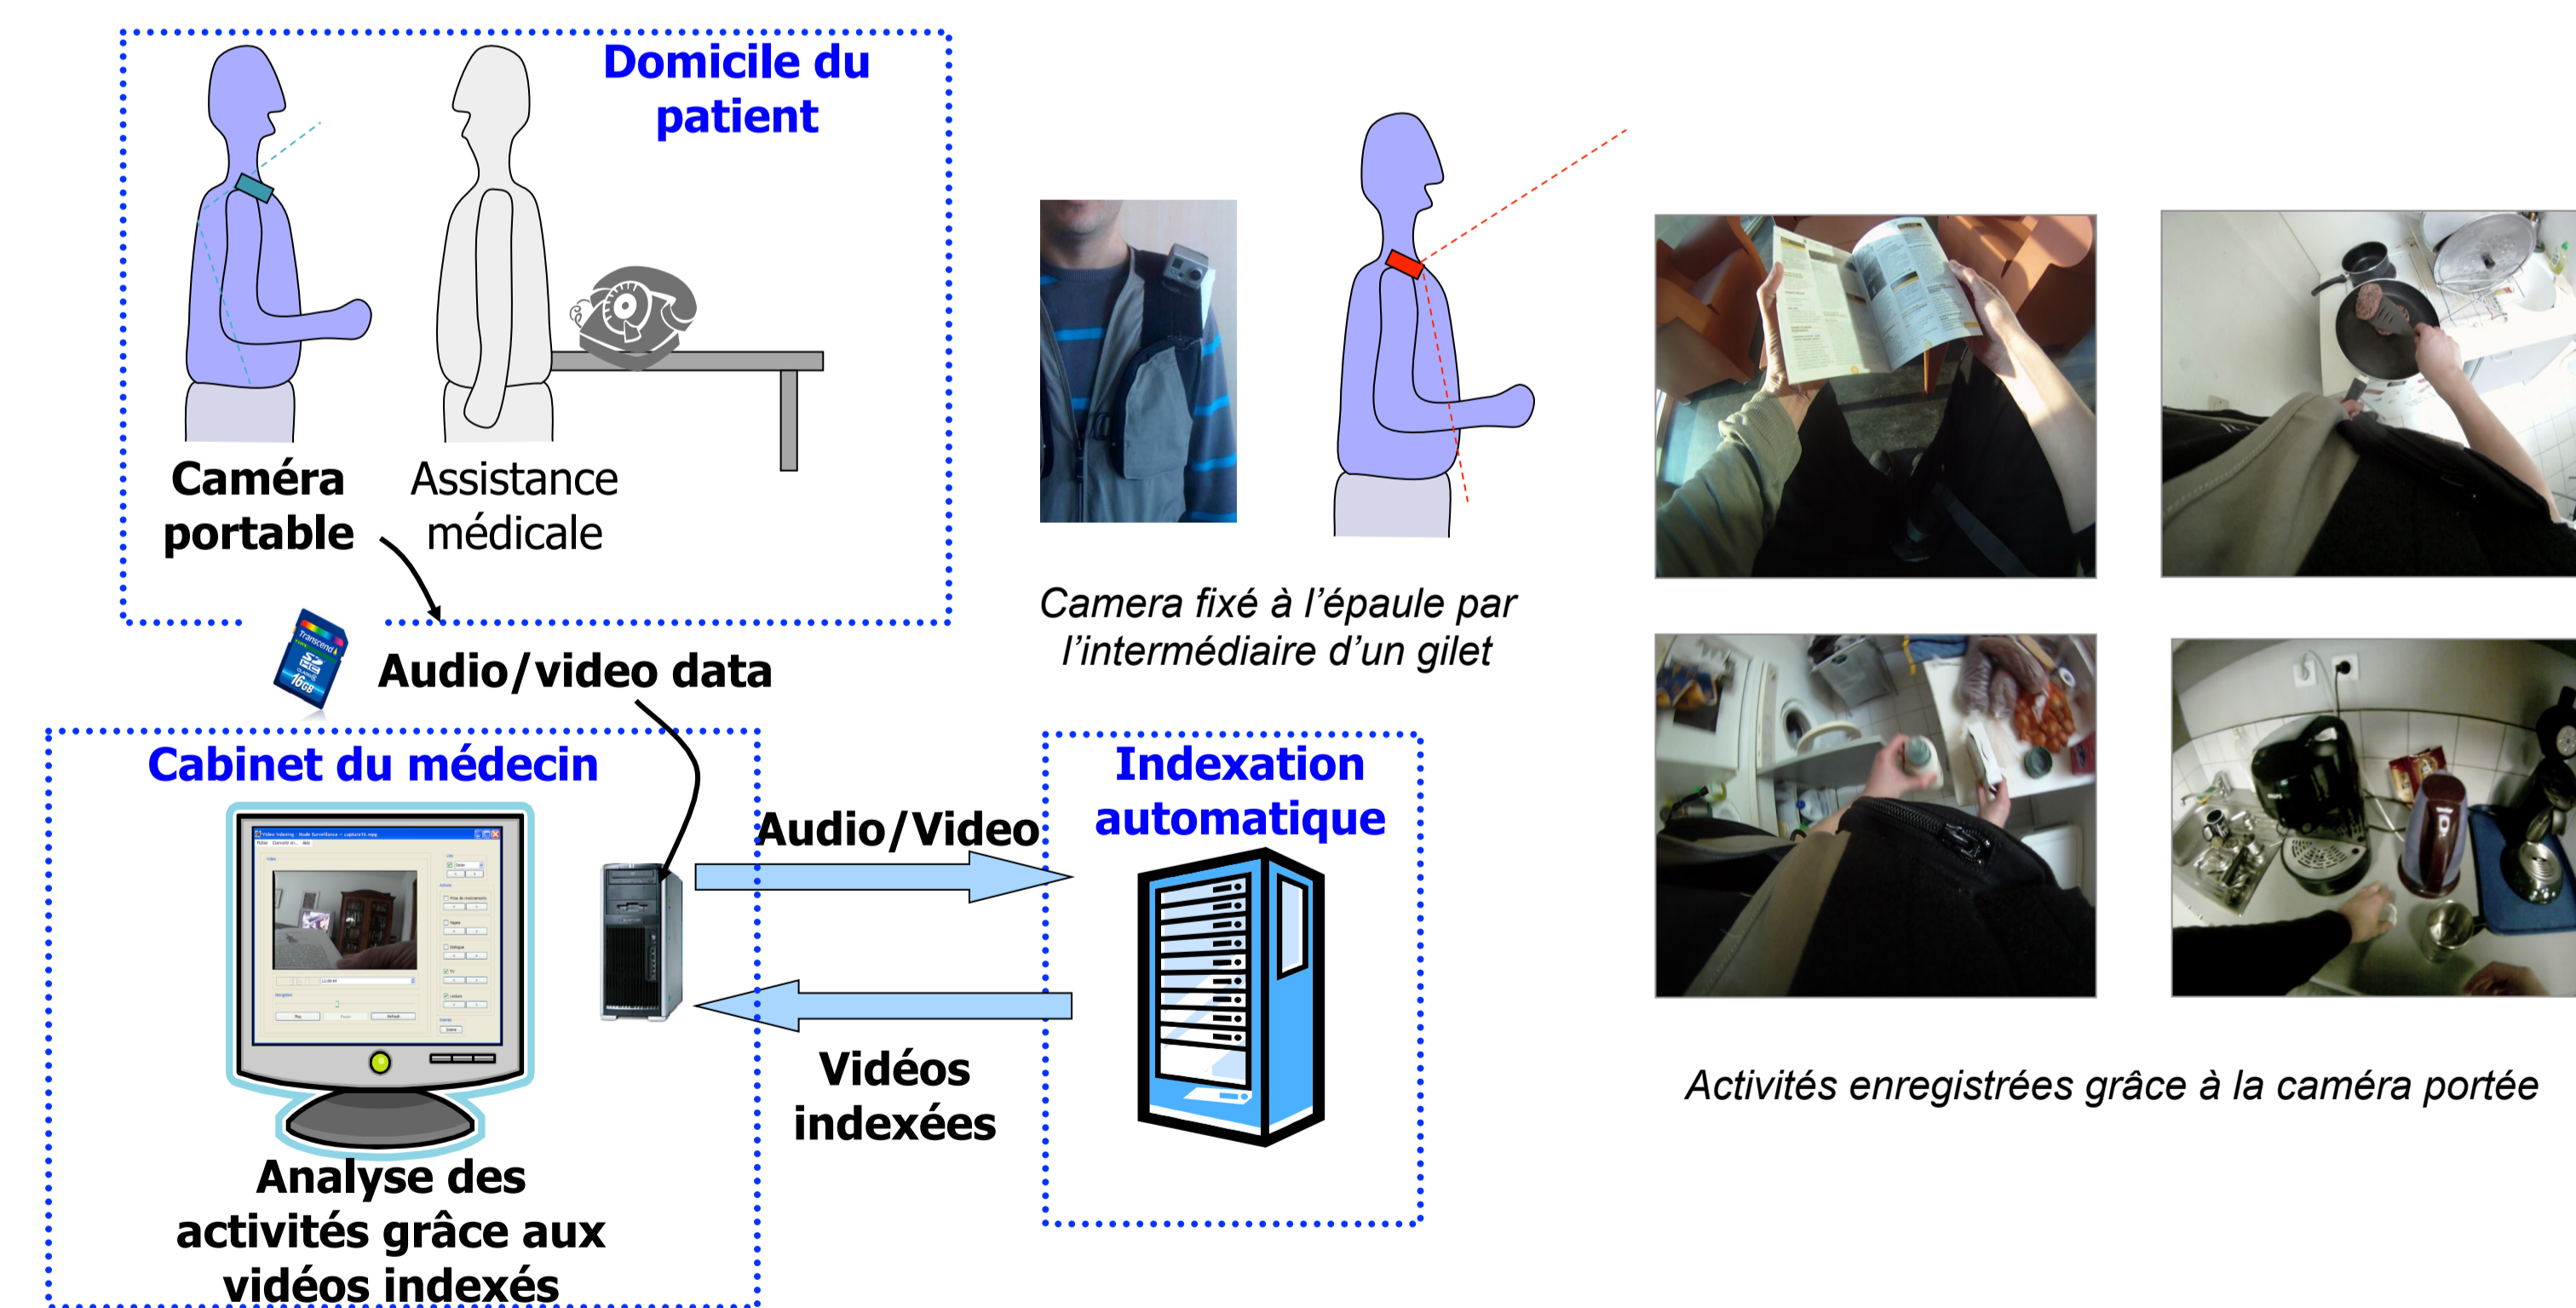 Domicile du
patient
Caméra
portable
Assistance
médicale
Transcend
16GB
Audio/video data
Camera fixé à l'épaule par
l'intermédiaire d'un gilet
Cabinet du médecin
Analyse des
activités grâce aux
vidéos indexés
Audio/Video
Vidéos
indexées
Indexation
automatique
Activités enregistrées grâce à la caméra portée